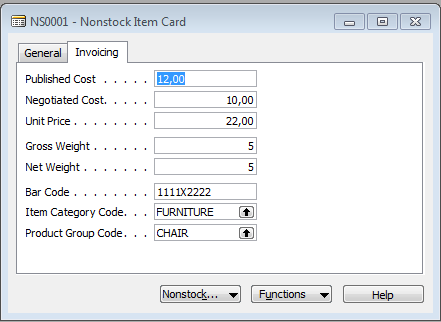 NS0001 - Nonstock Item Card
General Invoicing
Published Cost . . . . . 12,00
Negotiated Cost. . . . . 10,00
Unit Price . . . . . . . . 22,00
Gross Weight . . . . . . 5
Net Weight . . . . . . . 5
Bar Code . . . . . . . . 1111X2222
Item Category Code. . . FURNITURE
Product Group Code. . . CHAIR
Nonstock... Functions Help